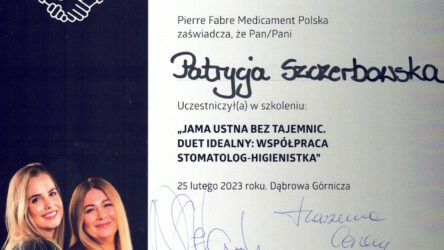 Pierre Fabre Medicament Polska
zaświadcza, że Pan/Pani
Patrycja Szczerbowska
Uczestniczył(a) w szkoleniu:
„JAMA USTNA BEZ TAJEMNIC.
DUET IDEALNY: WSPÓŁPRACA
STOMATOLOG-HIGIENISTKA”
25 lutego 2023 roku, Dąbrowa Górnicza